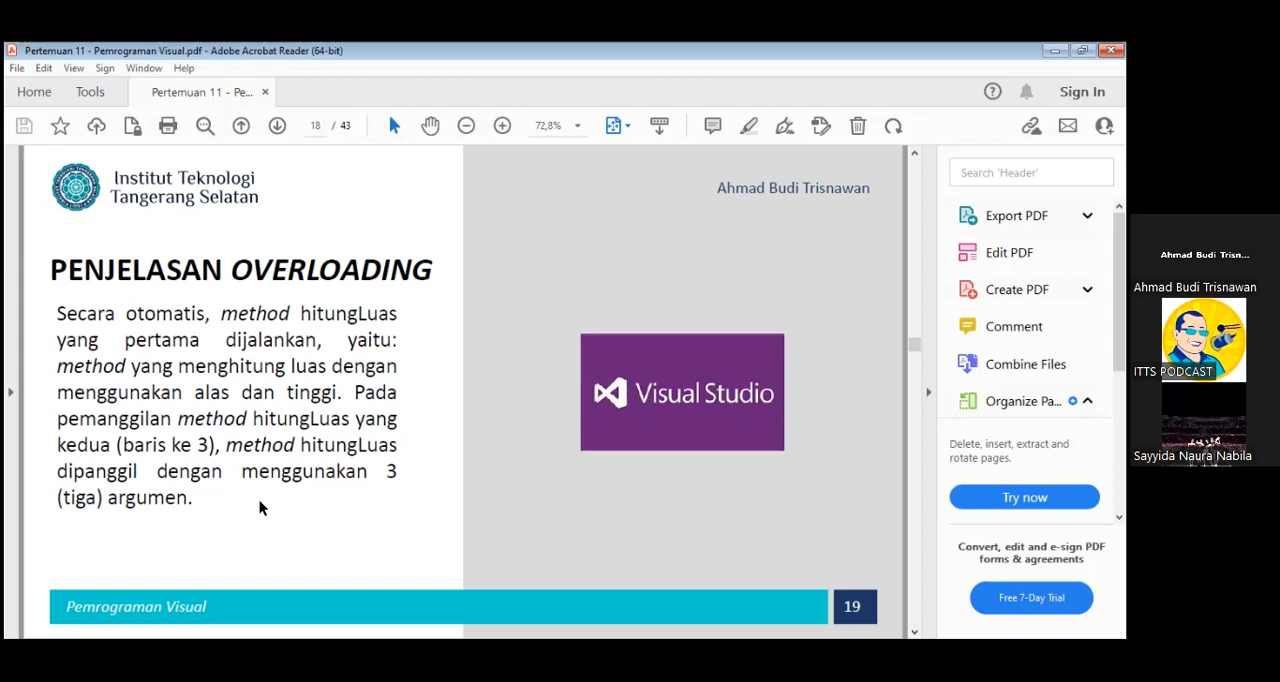 Pertemuan 11 - Pemrograman Visual.pdf - Adobe Acrobat Reader (64-bit)
File Edit View Sign Window Help
Home Tools Pertemuan 11 - Pe... × Sign In
18 / 43 72,8%
Institut Teknologi
Tangerang Selatan
Ahmad Budi Trisnawan
PENJELASAN OVERLOADING
Secara otomatis, method hitungLuas
yang pertama dijalankan, yaitu:
method yang menghitung luas dengan
menggunakan alas dan tinggi. Pada
pemanggilan method hitungLuas yang
kedua (baris ke 3), method hitungLuas
dipanggil dengan menggunakan 3
(tiga) argumen.
Visual Studio
Pemrograman Visual
19
Search 'Header'
Export PDF
Edit PDF
Create PDF
Comment
Combine Files
Organize Pa...
Delete, insert, extract and
rotate pages.
Try now
Convert, edit and e-sign PDF
forms & agreements
Free 7-Day Trial
Ahmad Budi Trisn...
Ahmad Budi Trisnawan
ITTS PODCAST
Sayyida Naura Nabila